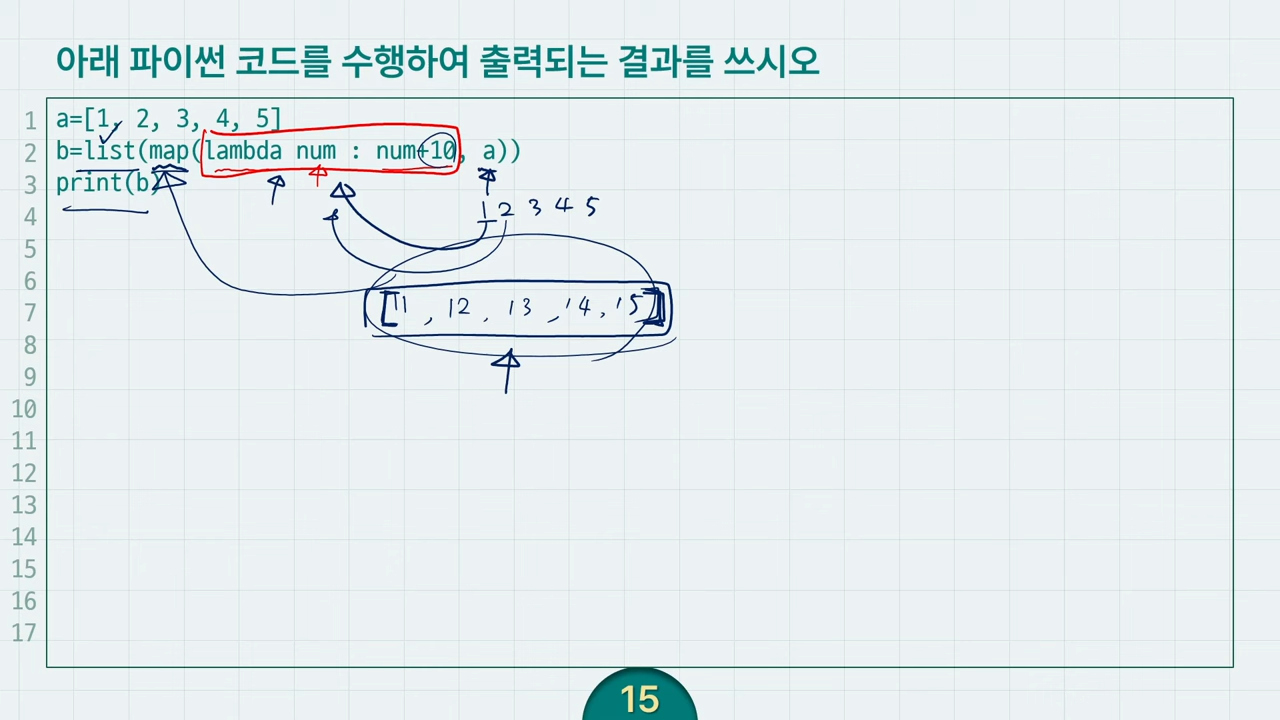 아래 파이썬 코드를 수행하여 출력되는 결과를 쓰시오
1 a=[1, 2, 3, 4, 5]
2 b=list(map(lambda num : num+10, a))
3 print(b)
4 1 2 3 4 5
5
6
7 [11, 12, 13, 14, 15]
8
9
10
11
12
13
14
15
16
17
15